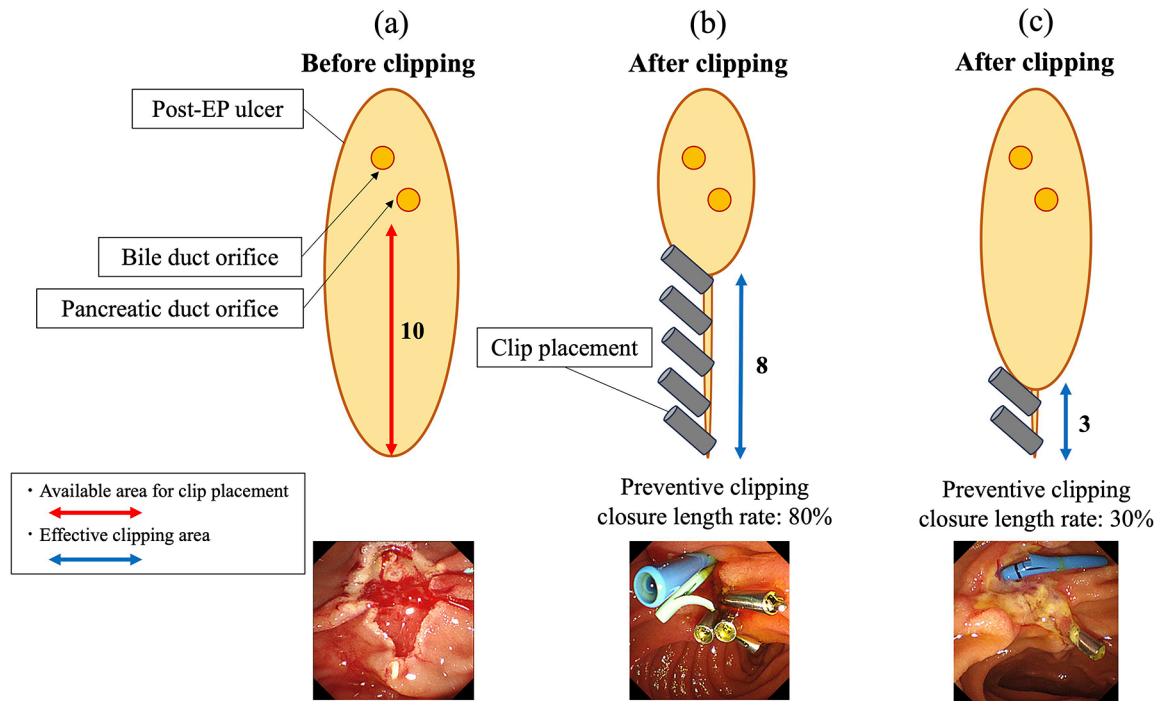 (a)
Before clipping
(b)
After clipping
(c)
After clipping
Post-EP ulcer
Bile duct orifice
Pancreatic duct orifice
10
Clip placement
8
3
・Available area for clip placement
・Effective clipping area
Preventive clipping
closure length rate: 80%
Preventive clipping
closure length rate: 30%